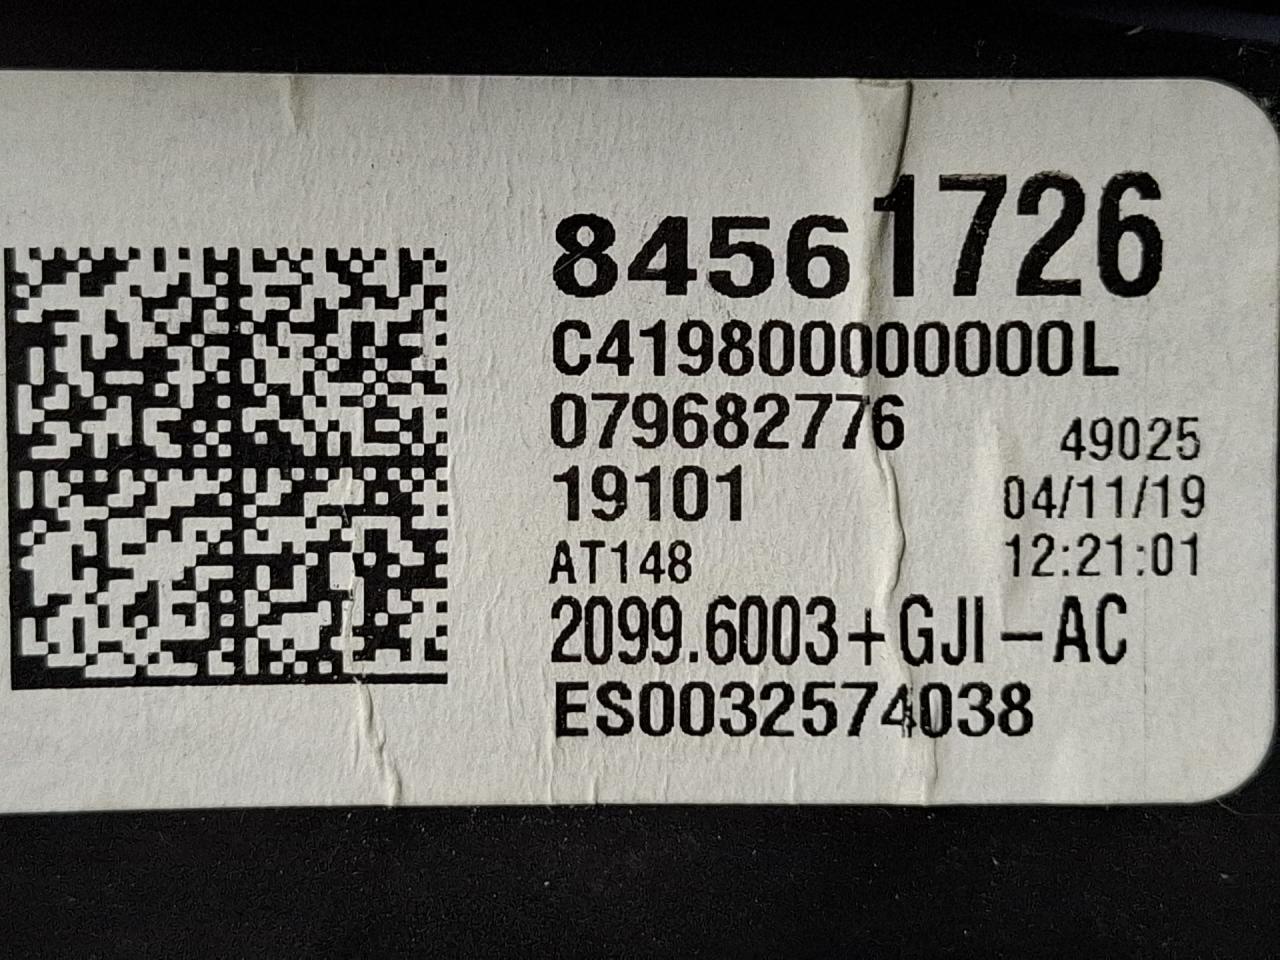 84561726
C419800000000L
079682776
49025
19101
04/11/19
AT148
12:21:01
2099.6003+GJI-AC
ES0032574038